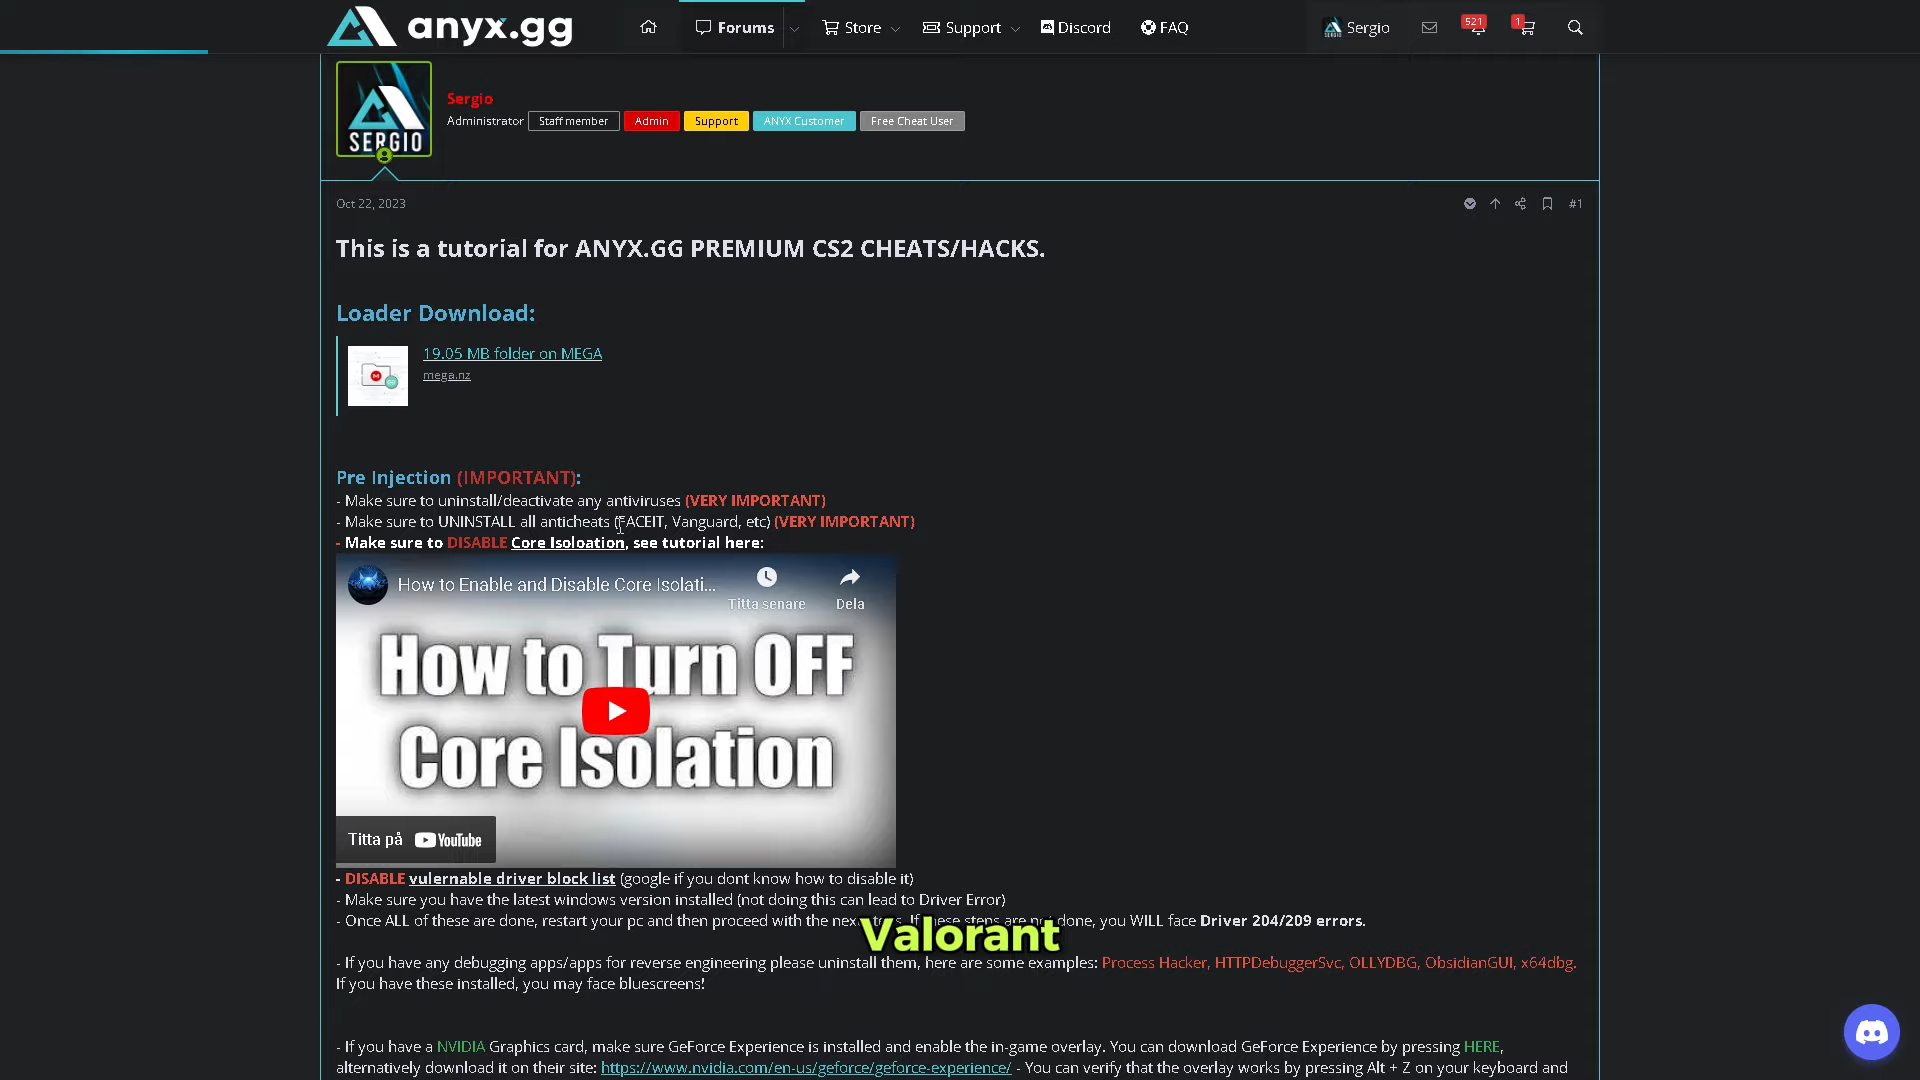 anyx.gg
Forums
Store
Support
Discord
FAQ
Sergio
521
1
SERGIO
Sergio
Administrator Staff member Admin Support ANYX Customer Free Cheat User
Oct 22, 2023
#1
This is a tutorial for ANYX.GG PREMIUM CS2 CHEATS/HACKS.
Loader Download:
19.05 MB folder on MEGA
mega.nz
Pre Injection (IMPORTANT):
- Make sure to uninstall/deactivate any antiviruses (VERY IMPORTANT)
- Make sure to UNINSTALL all anticheats (FACEIT, Vanguard, etc) (VERY IMPORTANT)
- Make sure to DISABLE Core Isoloation, see tutorial here:
How to Enable and Disable Core Isolati...
Titta senare
Dela
How to Turn OFF
Core Isolation
Titta på YouTube
- DISABLE vulernable driver block list (google if you dont know how to disable it)
- Make sure you have the latest windows version installed (not doing this can lead to Driver Error)
- Once ALL of these are done, restart your pc and then proceed with the next steps. If these steps are not done, you WILL face Driver 204/209 errors.
Valorant
- If you have any debugging apps/apps for reverse engineering please uninstall them, here are some examples: Process Hacker, HTTPDebuggerSvc, OLLYDBG, ObsidianGUI, x64dbg.
If you have these installed, you may face bluescreens!
- If you have a NVIDIA Graphics card, make sure GeForce Experience is installed and enable the in-game overlay. You can download GeForce Experience by pressing HERE,
alternatively download it on their site: https://www.nvidia.com/en-us/geforce/geforce-experience/ - You can verify that the overlay works by pressing Alt + Z on your keyboard and